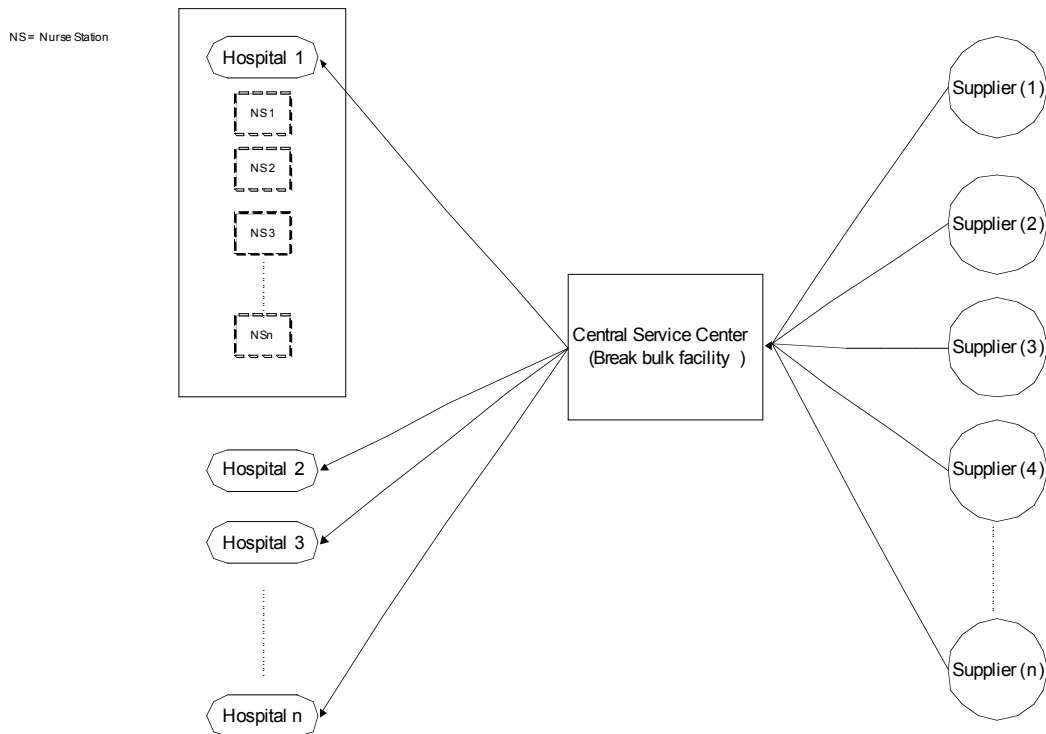 NS = Nurse Station
Hospital 1
NS1
NS2
NS3
NSn
Hospital 2
Hospital 3
Hospital n
Central Service Center
(Break bulk facility )
Supplier (1)
Supplier (2)
Supplier (3)
Supplier (4)
Supplier (n)